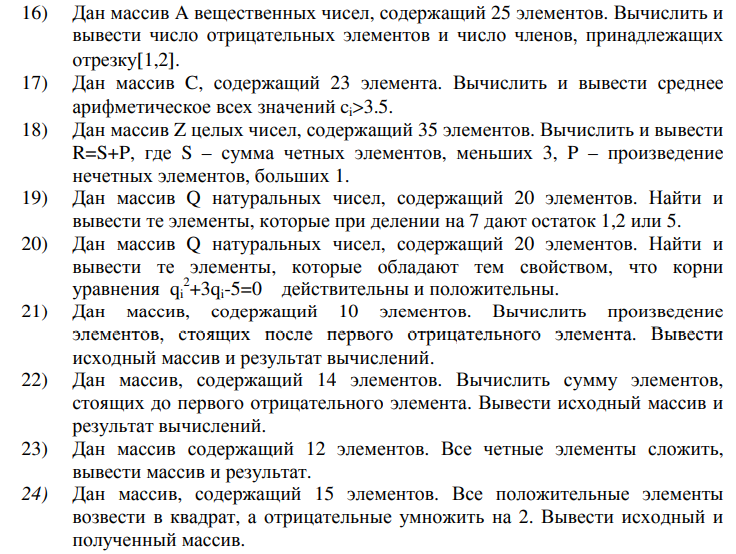 16) Дан массив А вещественных чисел, содержащий 25 элементов. Вычислить и
вывести число отрицательных элементов и число членов, принадлежащих
отрезку[1,2].
17) Дан массив С, содержащий 23 элемента. Вычислить и вывести среднее
арифметическое всех значений cᵢ>3.5.
18) Дан массив Z целых чисел, содержащий 35 элементов. Вычислить и вывести
R=S+P, где S – сумма четных элементов, меньших 3, P – произведение
нечетных элементов, больших 1.
19) Дан массив Q натуральных чисел, содержащий 20 элементов. Найти и
вывести те элементы, которые при делении на 7 дают остаток 1,2 или 5.
20) Дан массив Q натуральных чисел, содержащий 20 элементов. Найти и
вывести те элементы, которые обладают тем свойством, что корни
уравнения qᵢ²+3qᵢ-5=0 действительны и положительны.
21) Дан массив, содержащий 10 элементов. Вычислить произведение
элементов, стоящих после первого отрицательного элемента. Вывести
исходный массив и результат вычислений.
22) Дан массив, содержащий 14 элементов. Вычислить сумму элементов,
стоящих до первого отрицательного элемента. Вывести исходный массив и
результат вычислений.
23) Дан массив содержащий 12 элементов. Все четные элементы сложить,
вывести массив и результат.
24) Дан массив, содержащий 15 элементов. Все положительные элементы
возвести в квадрат, а отрицательные умножить на 2. Вывести исходный и
полученный массив.